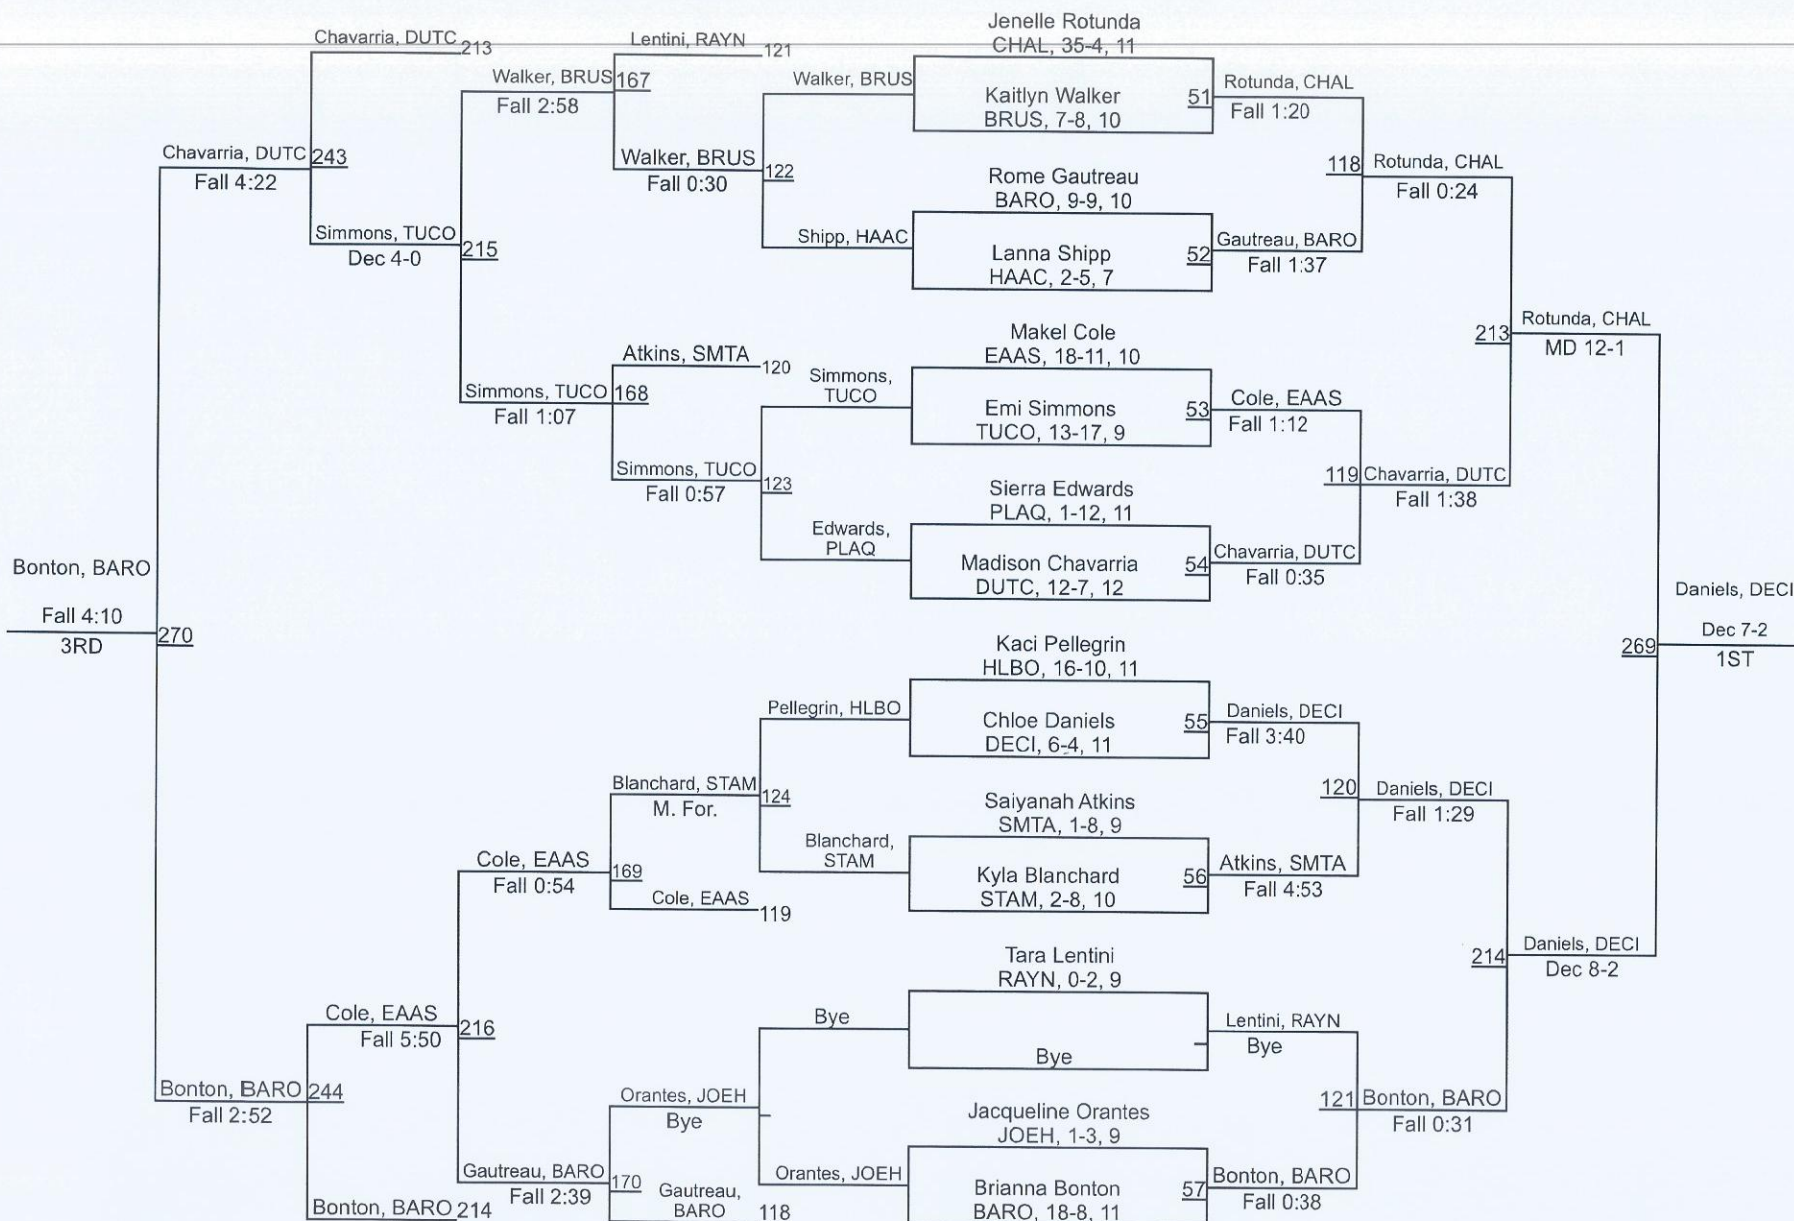 Jenelle Rotunda
CHAL, 35-4, 11
Chavarria, DUTC 213
Lentini, RAYN 121
Walker, BRUS 167
Fall 2:58
Walker, BRUS
Kaitlyn Walker
BRUS, 7-8, 10
51
Rotunda, CHAL
Fall 1:20
Chavarria, DUTC 243
Fall 4:22
Walker, BRUS
Fall 0:30
122
Rome Gautreau
BARO, 9-9, 10
118
Rotunda, CHAL
Fall 0:24
Simmons, TUCO
Dec 4-0
215
Shipp, HAAC
Lanna Shipp
HAAC, 2-5, 7
52
Gautreau, BARO
Fall 1:37
Makel Cole
EAAS, 18-11, 10
213
Rotunda, CHAL
MD 12-1
Atkins, SMTA 120
Simmons, TUCO 168
Fall 1:07
Simmons,
TUCO
Emi Simmons
TUCO, 13-17, 9
53
Cole, EAAS
Fall 1:12
Simmons, TUCO
Fall 0:57
123
Sierra Edwards
PLAQ, 1-12, 11
119
Chavarria, DUTC
Fall 1:38
Edwards,
PLAQ
Madison Chavarria
DUTC, 12-7, 12
54
Chavarria, DUTC
Fall 0:35
Bonton, BARO
Fall 4:10
3RD
270
Kaci Pellegrin
HLBO, 16-10, 11
269
Daniels, DECI
Dec 7-2
1ST
Pellegrin, HLBO
Chloe Daniels
DECI, 6-4, 11
55
Daniels, DECI
Fall 3:40
Blanchard, STAM
M. For.
124
Saiyanah Atkins
SMTA, 1-8, 9
120
Daniels, DECI
Fall 1:29
Cole, EAAS
Fall 0:54
169
Blanchard,
STAM
Kyla Blanchard
STAM, 2-8, 10
56
Atkins, SMTA
Fall 4:53
Cole, EAAS 119
Tara Lentini
RAYN, 0-2, 9
214
Daniels, DECI
Dec 8-2
Cole, EAAS
Fall 5:50
216
Bye
Bye
Lentini, RAYN
Bye
Bonton, BARO 244
Fall 2:52
Orantes, JOEH
Bye
Jacqueline Orantes
JOEH, 1-3, 9
121
Bonton, BARO
Fall 0:31
Gautreau, BARO
Fall 2:39
170
Orantes, JOEH
Brianna Bonton
BARO, 18-8, 11
57
Bonton, BARO
Fall 0:38
Bonton, BARO 214
Gautreau,
BARO
118